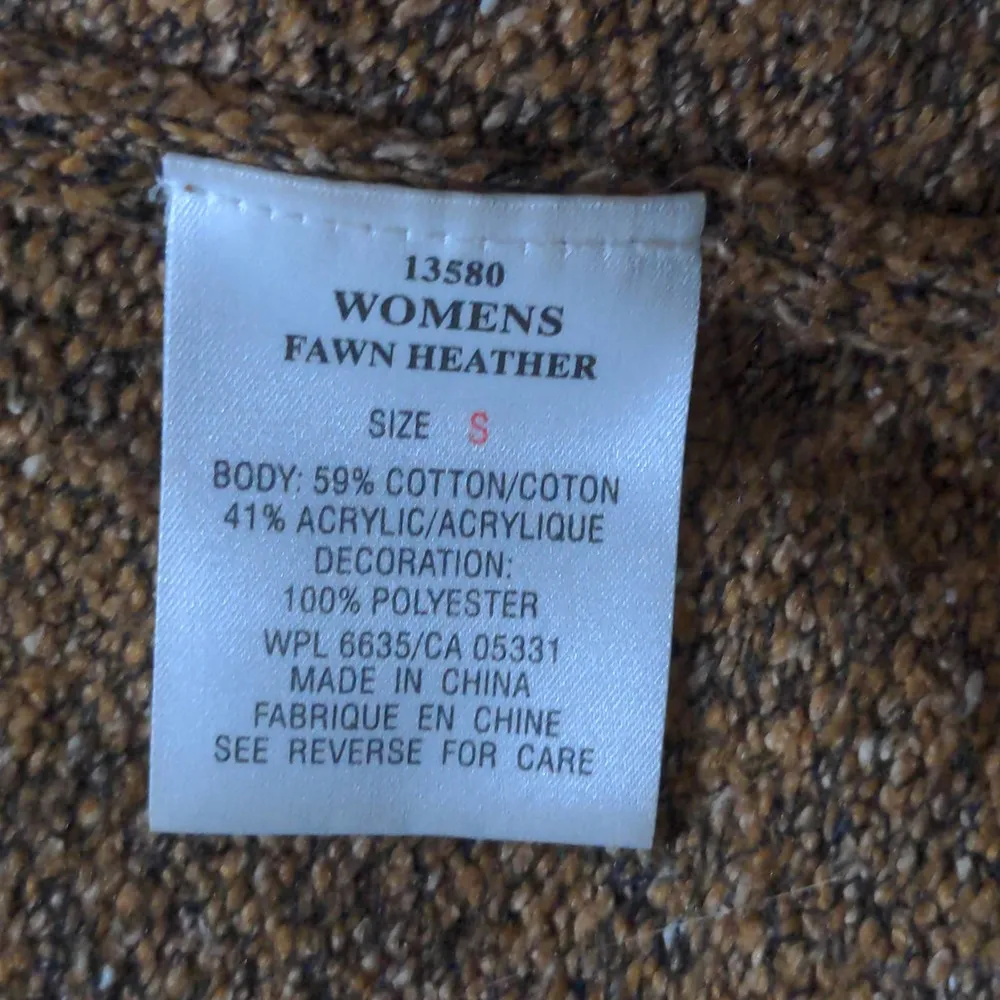 13580
WOMENS
FAWN HEATHER
SIZE S
BODY: 59% COTTON/COTON
41% ACRYLIC/ACRYLIQUE
DECORATION:
100% POLYESTER
WPL 6635/CA 05331
MADE IN CHINA
FABRIQUE EN CHINE
SEE REVERSE FOR CARE